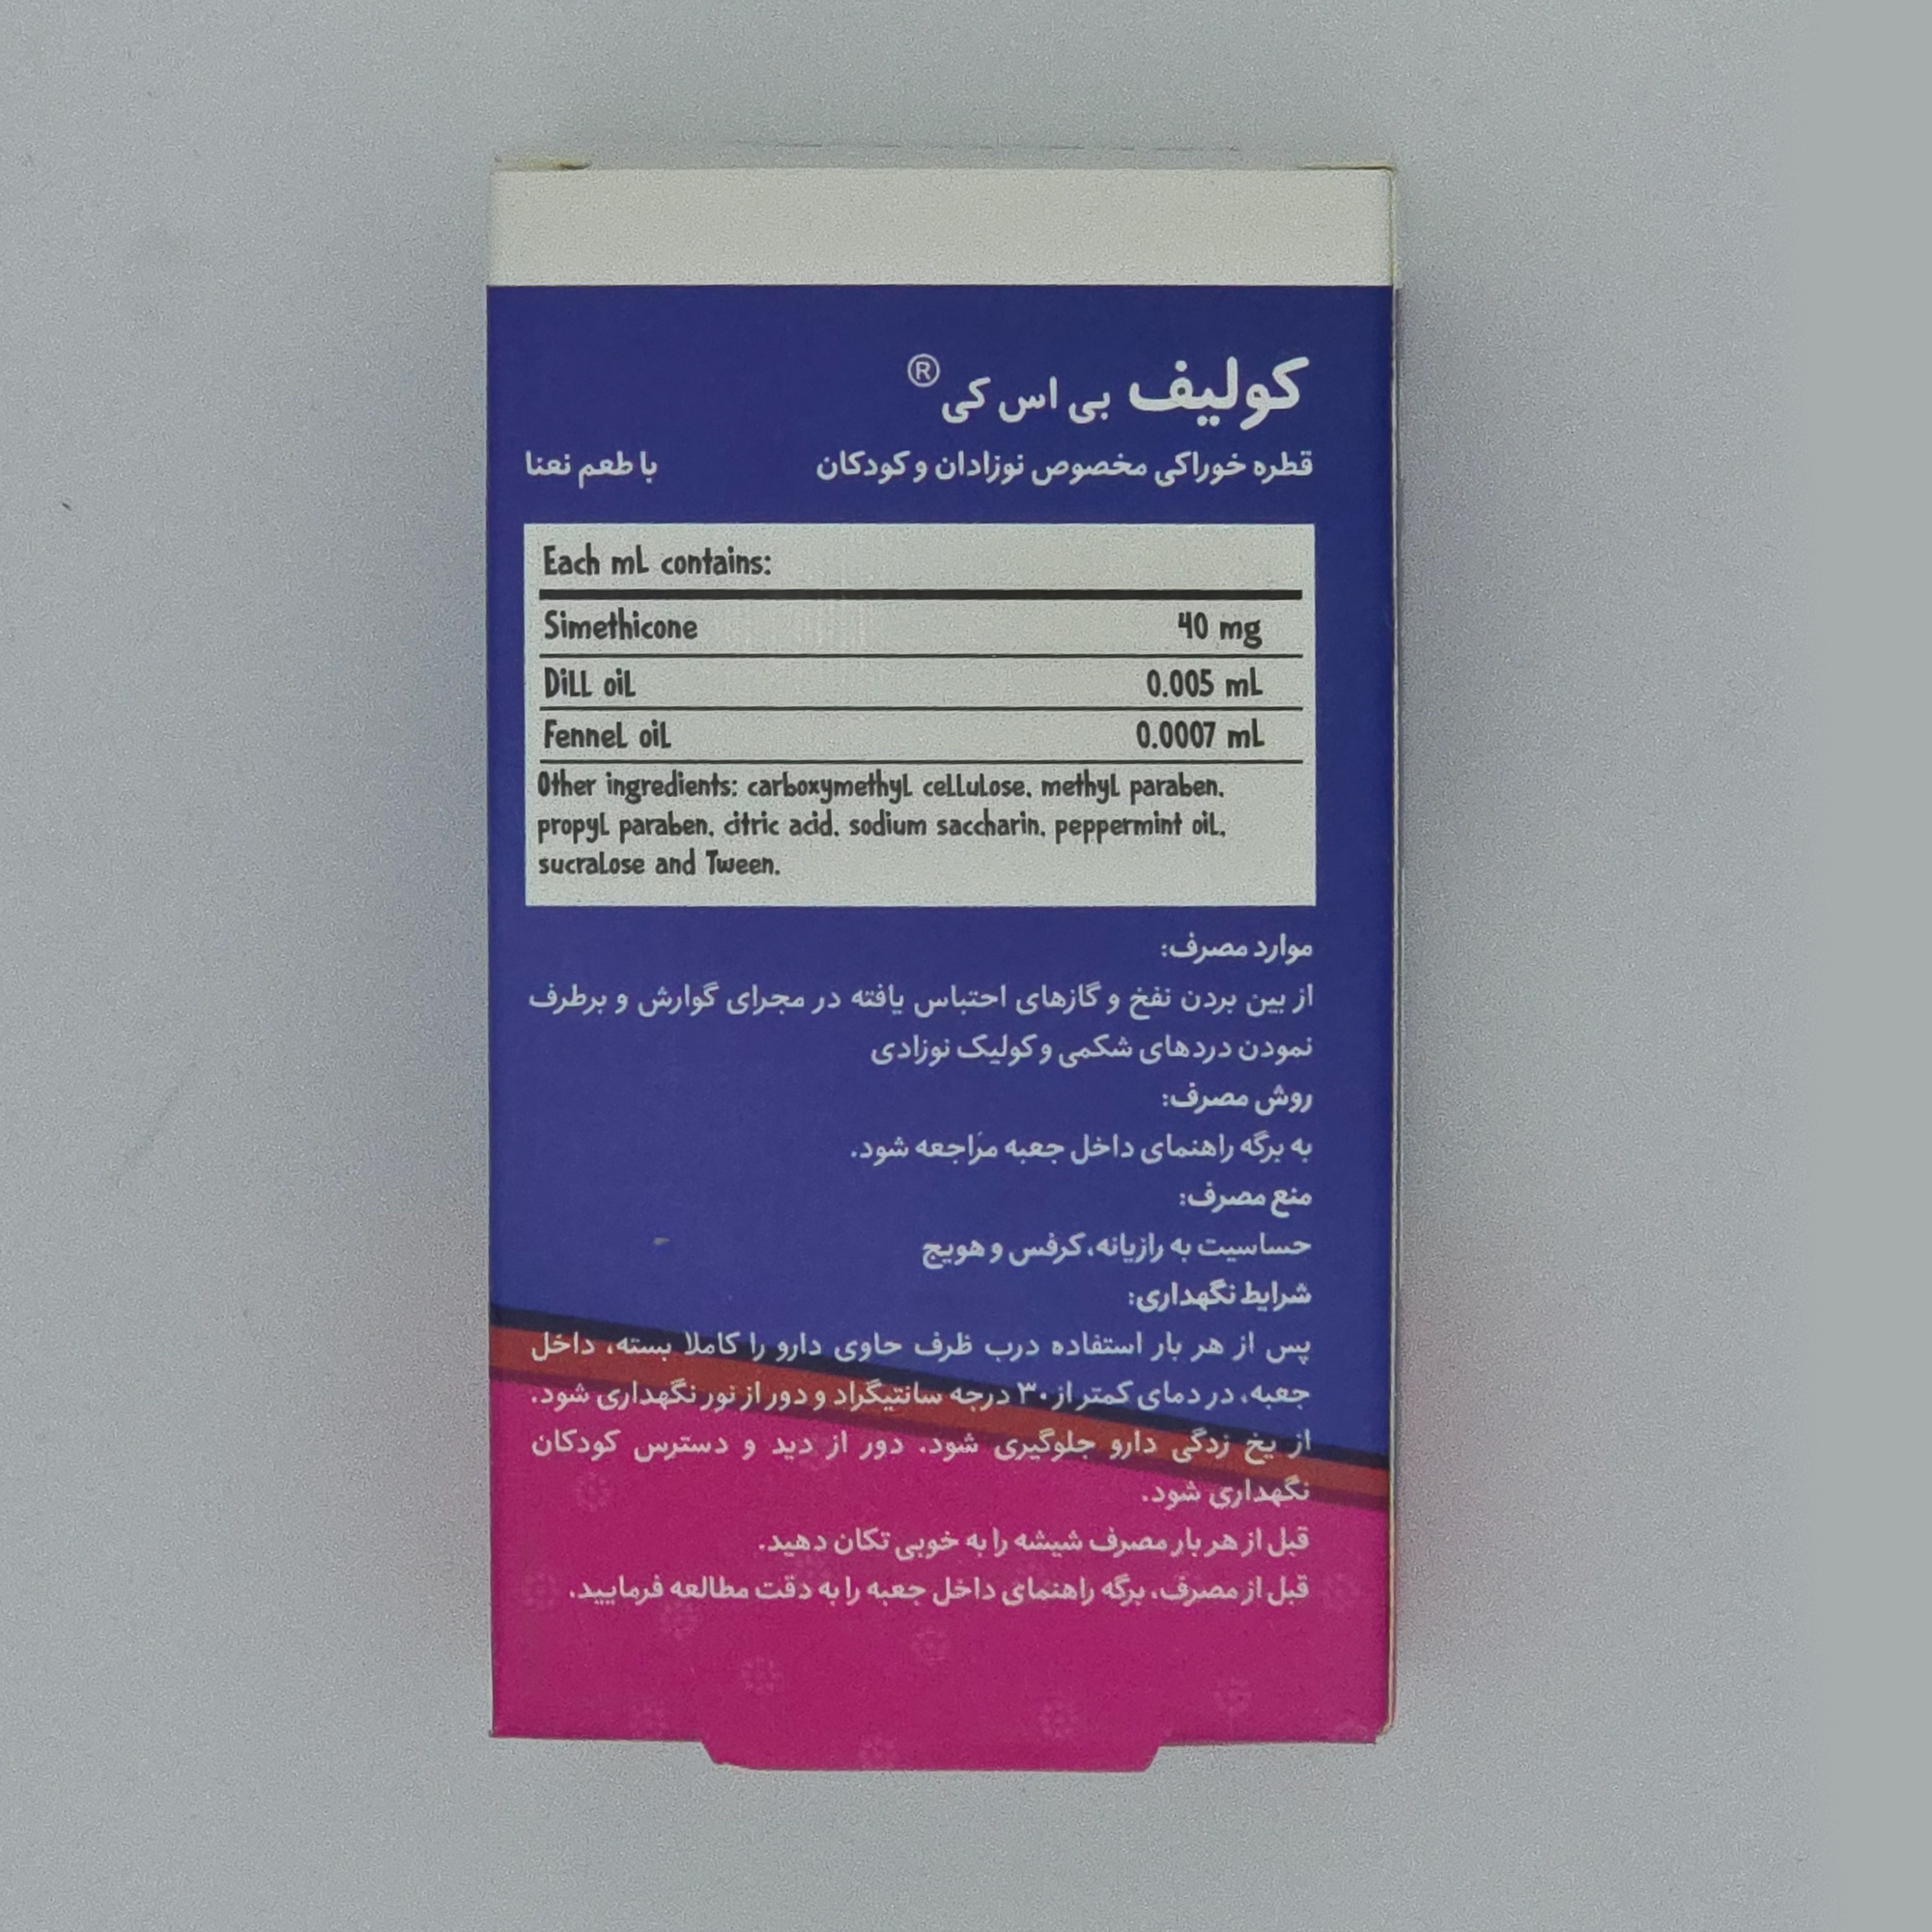 کولیف بی اس کی®
قطره خوراکی مخصوص نوزادان و کودکان با طعم نعنا
Each mL contains:
Simethicone 40 mg
Dill oil 0.005 mL
Fennel oil 0.0007 mL
Other ingredients: carboxymethyl cellulose, methyl paraben,
propyl paraben, citric acid, sodium saccharin, peppermint oil,
sucralose and Tween.
موارد مصرف:
از بین بردن نفخ و گازهای احتباس یافته در مجرای گوارش و برطرف
نمودن دردهای شکمی و کولیک نوزادی
روش مصرف:
به برگه راهنمای داخل جعبه مراجعه شود.
منع مصرف:
حساسیت به رازیانه، کرفس و هویج
شرایط نگهداری:
پس از هر بار استفاده درب ظرف حاوی دارو را کاملا بسته، داخل
جعبه، در دمای کمتر از ۳۰ درجه سانتیگراد و دور از نور نگهداری شود.
از یخ زدگی دارو جلوگیری شود. دور از دید و دسترس کودکان
نگهداری شود.
قبل از هر بار مصرف شیشه را به خوبی تکان دهید.
قبل از مصرف، برگه راهنمای داخل جعبه را به دقت مطالعه فرمایید.